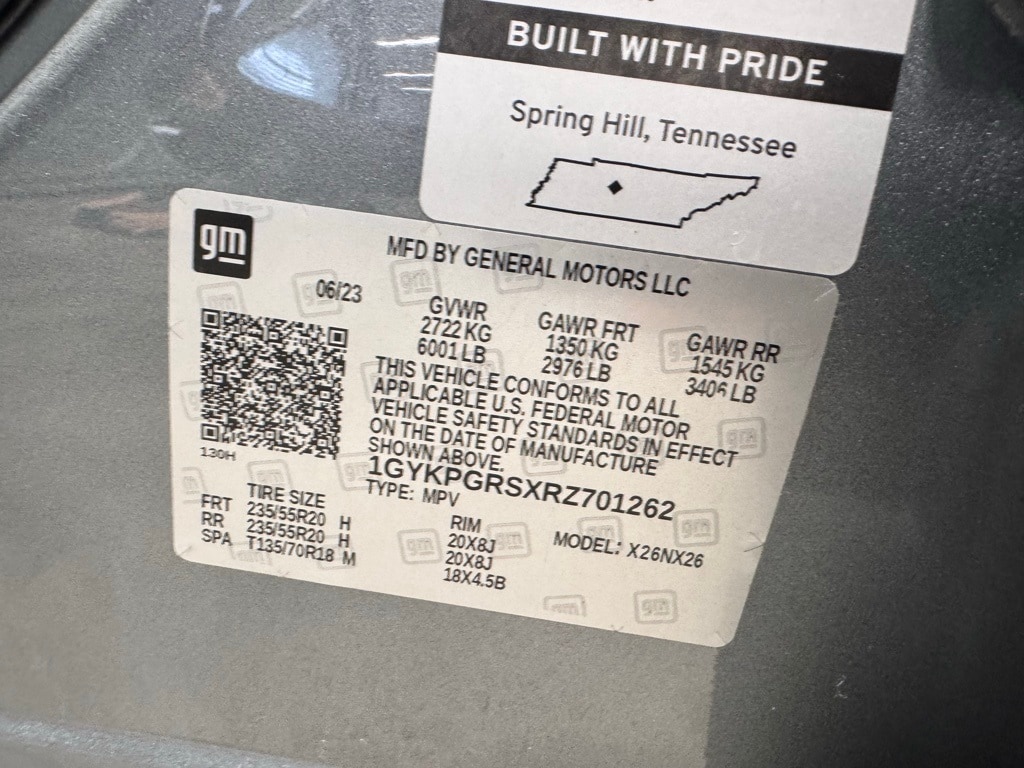 BUILT WITH PRIDE
Spring Hill, Tennessee
gm
MFD BY GENERAL MOTORS LLC
06/23
GVWR GAWR FRT GAWR RR
2722 KG 1350 KG 1545 KG
6001 LB 2976 LB 3406 LB
THIS VEHICLE CONFORMS TO ALL
APPLICABLE U.S. FEDERAL MOTOR
VEHICLE SAFETY STANDARDS IN EFFECT
ON THE DATE OF MANUFACTURE
SHOWN ABOVE.
130H
1GYKPGRSXRZ701262
TYPE: MPV
TIRE SIZE RIM MODEL: X26NX26
FRT 235/55R20 H 20X8J
RR 235/55R20 H 20X8J
SPA T135/70R18 M 18X4.5B